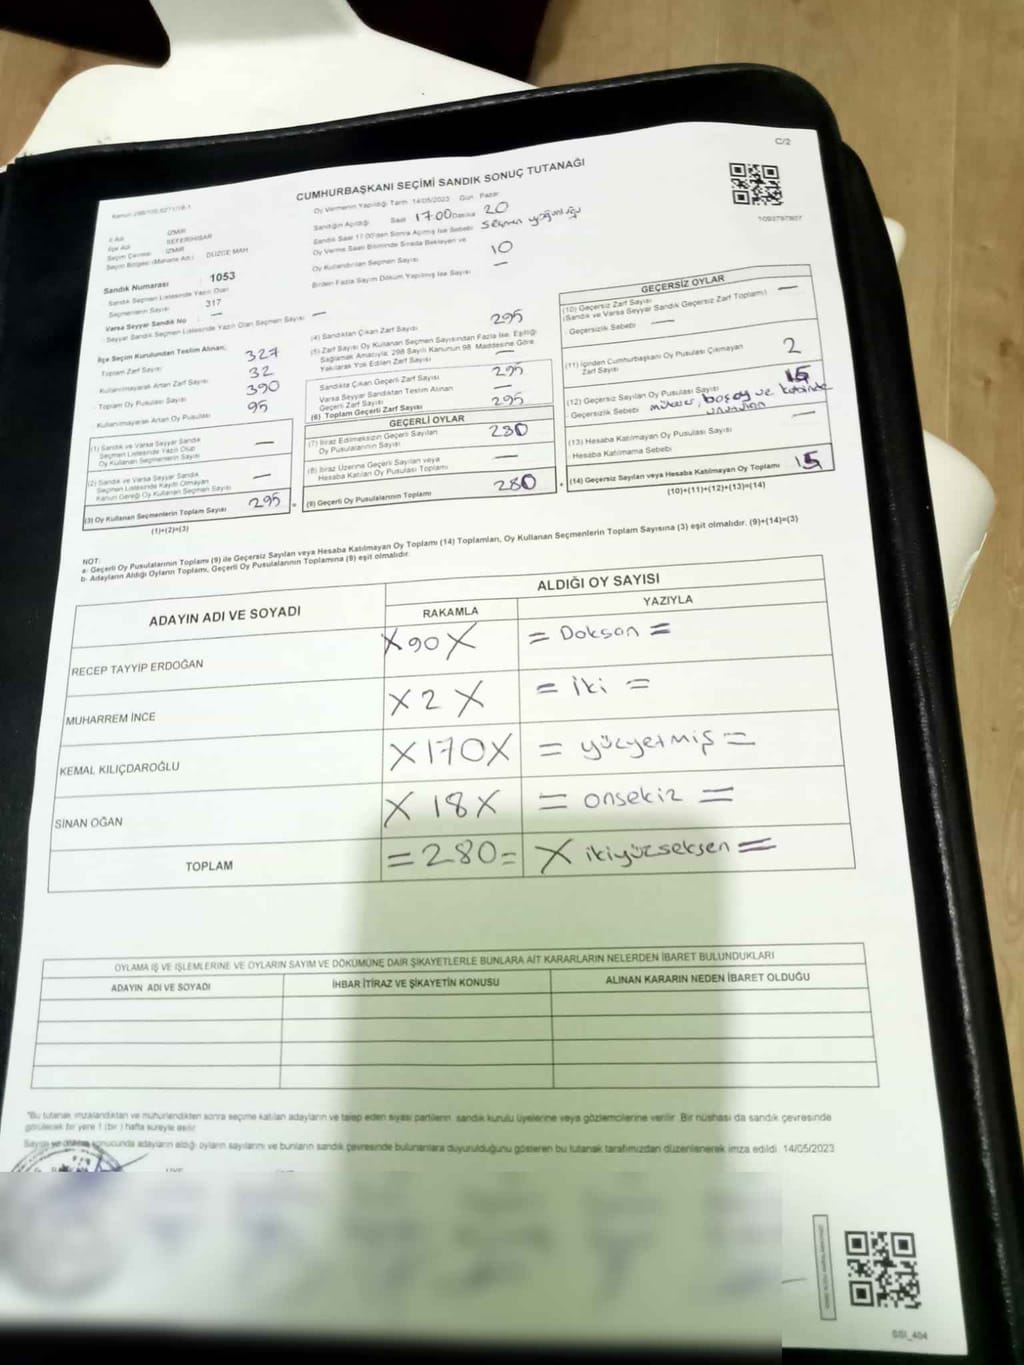 C/2
CUMHURBAŞKANI SEÇİMİ SANDIK SONUÇ TUTANAĞI
Oy Vermenin Yapıldığı Tarih 14/05/2023 Gün Pazar
Sandığın Açıldığı Saat 17:00 Dakika 20
Sandık Saat 17:00'den Sonra Açılmış İse Sebebi seçmen yoğunluğu
Oy Verme Saati Bitiminde Sırada Bekleyen ve
Oy Kullandırılan Seçmen Sayısı 10
Birden Fazla Sayım Döküm Yapılmış İse Sayısı —
1093797807
İl Adı İZMİR
İlçe Adı SEFERİHİSAR
Seçim Çevresi İZMİR
Seçim Bölgesi (Mahalle Adı) DÜZCE MAH.
Sandık Numarası : 1053
Sandık Seçmen Listesinde Yazılı Olan
Seçmenlerin Sayısı 317
Varsa Seyyar Sandık No : —
Seyyar Sandık Seçmen Listesinde Yazılı Olan Seçmen Sayısı : —
İlçe Seçim Kurulundan Teslim Alınan;
Toplam Zarf Sayısı 327
Kullanılmayarak Artan Zarf Sayısı 32
Toplam Oy Pusulası Sayısı 390
Kullanılmayarak Artan Oy Pusulası 95
(1) Sandık ve Varsa Seyyar Sandık
Seçmen Listesinde Yazılı Olup
Oy Kullanan Seçmenlerin Sayısı —
(2) Sandık ve Varsa Seyyar Sandık
Seçmen Listesinde Kayıtlı Olmayan
Kanun Gereği Oy Kullanan Seçmen Sayısı —
(3) Oy Kullanan Seçmenlerin Toplam Sayısı 295
(1)+(2)=(3)
(4) Sandıktan Çıkan Zarf Sayısı 295
(5) Zarf Sayısı Oy Kullanan Seçmen Sayısından Fazla İse, Eşitliği
Sağlamak Amacıyla; 298 Sayılı Kanunun 98. Maddesine Göre
Yakılarak Yok Edilen Zarf Sayısı —
Sandıkta Çıkan Geçerli Zarf Sayısı 295
Varsa Seyyar Sandıktan Teslim Alınan
Geçerli Zarf Sayısı —
(6) Toplam Geçerli Zarf Sayısı 295
GEÇERLİ OYLAR
(7) İtiraz Edilmeksizin Geçerli Sayılan
Oy Pusulalarının Sayısı 280
(8) İtiraz Üzerine Geçerli Sayılan veya
Hesaba Katılan Oy Pusulası Toplamı —
= (9) Geçerli Oy Pusulalarının Toplamı 280
GEÇERSİZ OYLAR
(10) Geçersiz Zarf Sayısı —
(Sandık ve Varsa Seyyar Sandık Geçersiz Zarf Toplamı)
Geçersizlik Sebebi —
(11) İçinden Cumhurbaşkanı Oy Pusulası Çıkmayan
Zarf Sayısı 2
(12) Geçersiz Sayılan Oy Pusulası Sayısı 15
Geçersizlik Sebebi boş oy ve kabinde
(13) Hesaba Katılmayan Oy Pusulası Sayısı —
Hesaba Katılmama Sebebi
+ (14) Geçersiz Sayılan veya Hesaba Katılmayan Oy Toplamı 15
(10)+(11)+(12)+(13)=(14)
NOT:
a- Geçerli Oy Pusulalarının Toplamı (9) ile Geçersiz Sayılan veya Hesaba Katılmayan Oy Toplamı (14) Toplamları, Oy Kullanan Seçmenlerin Toplam Sayısına (3) eşit olmalıdır. (9)+(14)=(3)
b- Adayların Aldığı Oyların Toplamı, Geçerli Oy Pusulalarının Toplamına (9) eşit olmalıdır.
ADAYIN ADI VE SOYADI
ALDIĞI OY SAYISI
RAKAMLA YAZIYLA
RECEP TAYYİP ERDOĞAN X 90 X = Doksan =
MUHARREM İNCE X 2 X = iki =
KEMAL KILIÇDAROĞLU X 170 X = yüzyetmiş =
SİNAN OĞAN X 18 X = onsekiz =
TOPLAM = 280 = X ikiyüzseksen =
OYLAMA İŞ VE İŞLEMLERİNE VE OYLARIN SAYIM VE DÖKÜMÜNE DAİR ŞİKAYETLERLE BUNLARA AİT KARARLARIN NELERDEN İBARET BULUNDUKLARI
ADAYIN ADI VE SOYADI İHBAR İTİRAZ VE ŞİKAYETİN KONUSU ALINAN KARARIN NEDEN İBARET OLDUĞU
"Bu tutanak imzalandıktan ve mühürlendikten sonra seçime katılan adayların ve talep eden siyasi partilerin sandık kurulu üyelerine veya gözlemcilerine verilir. Bir nüshası da sandık çevresinde
görülecek bir yere 1 (bir) hafta süreyle asılır.
Sayım ve döküm sonucunda adayların aldığı oyların sayılarını ve bunların sandık çevresinde bulunanlara duyurulduğunu gösteren bu tutanak tarafımızdan düzenlenerek imza edildi. 14/05/2023
SSI_404